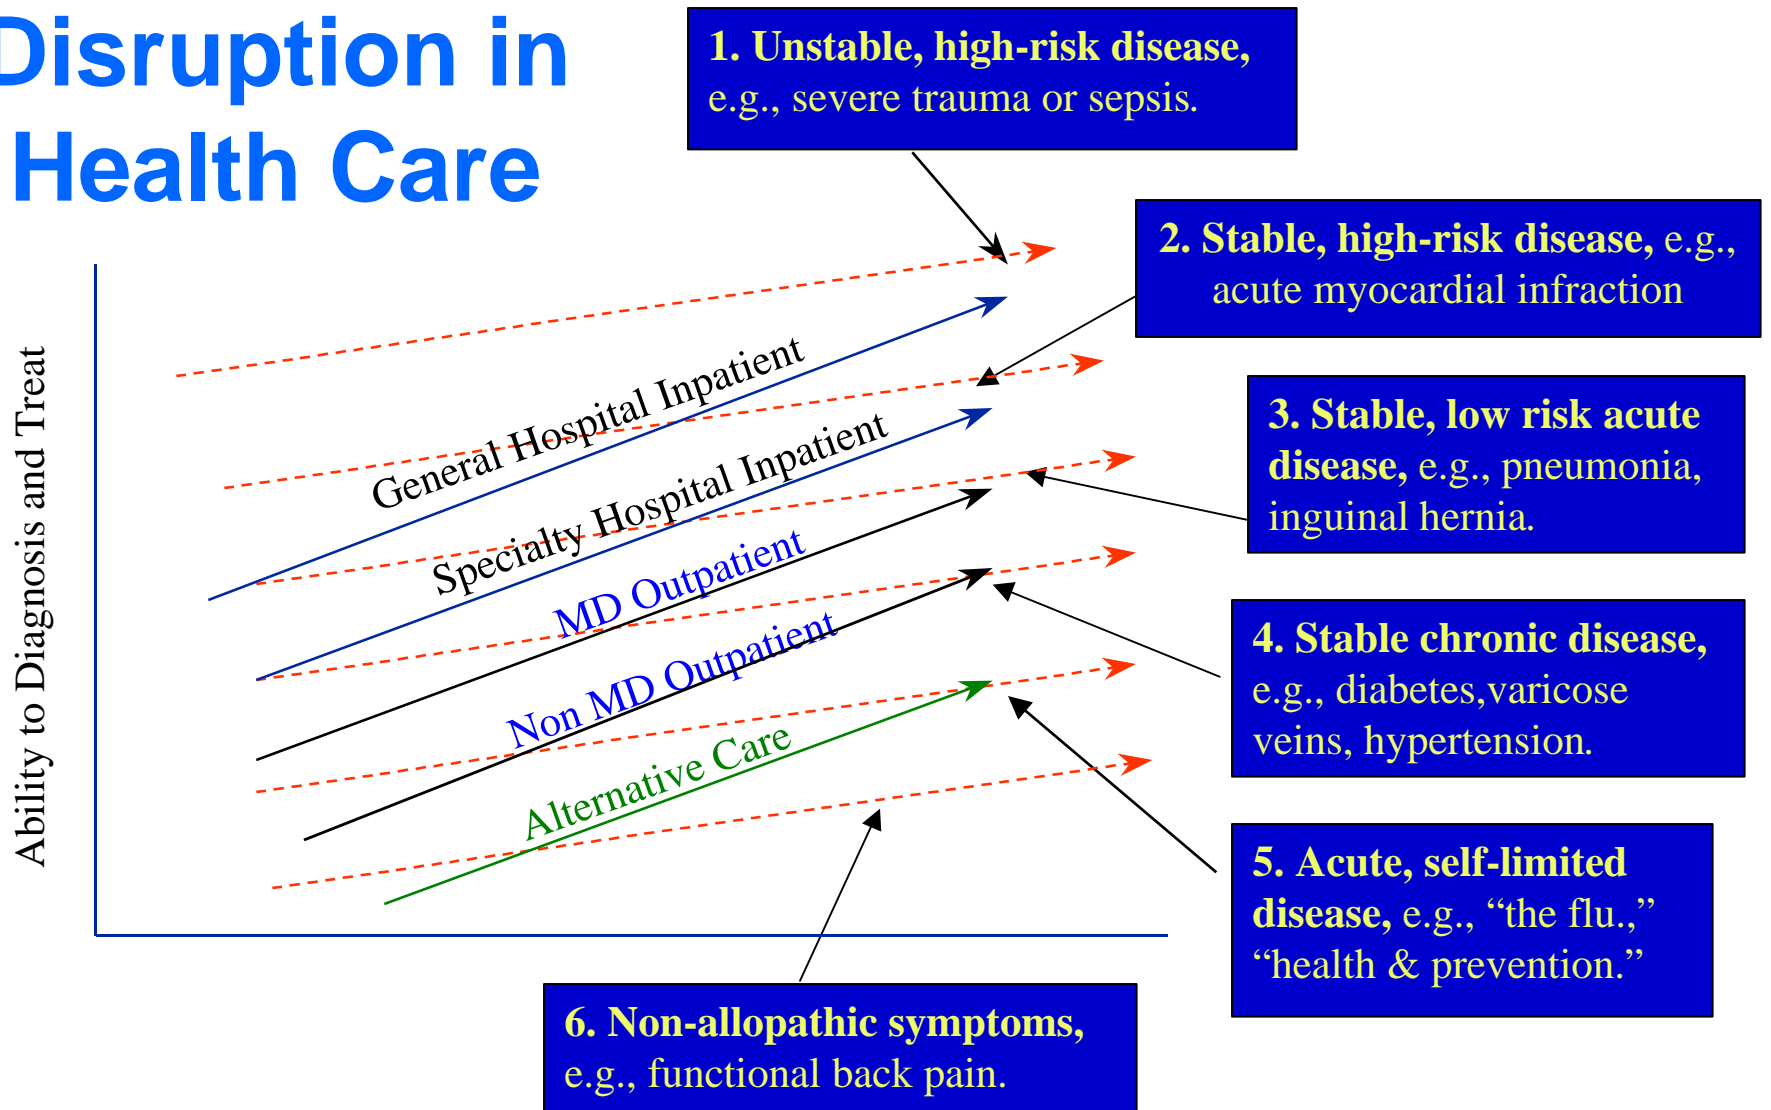 Disruption in
Health Care
1. Unstable, high-risk disease,
e.g., severe trauma or sepsis.
2. Stable, high-risk disease, e.g.,
acute myocardial infraction
3. Stable, low risk acute
disease, e.g., pneumonia,
inguinal hernia.
4. Stable chronic disease,
e.g., diabetes,varicose
veins, hypertension.
5. Acute, self-limited
disease, e.g., “the flu.,”
“health & prevention.”
6. Non-allopathic symptoms,
e.g., functional back pain.
Ability to Diagnosis and Treat
General Hospital Inpatient
Specialty Hospital Inpatient
MD Outpatient
Non MD Outpatient
Alternative Care